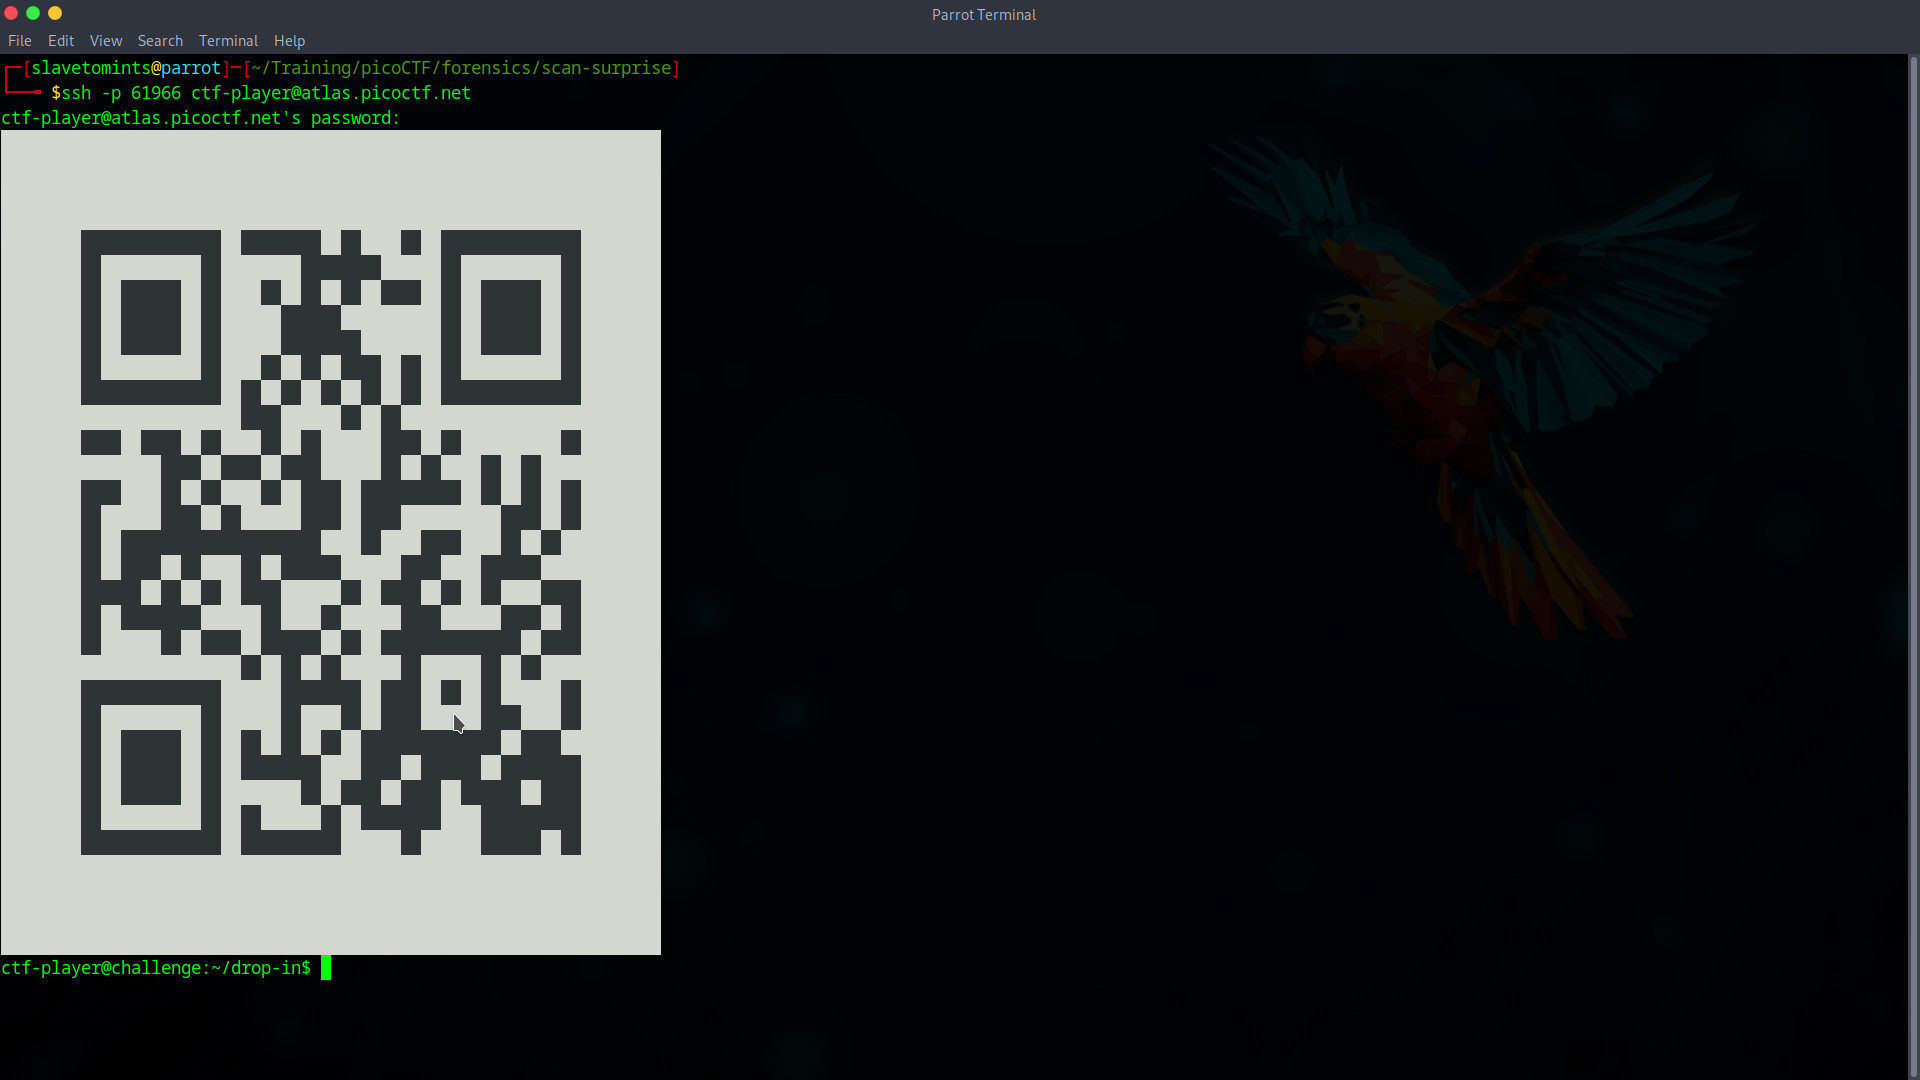 Parrot Terminal
File Edit View Search Terminal Help
┌─[slavetomints@parrot]─[~/Training/picoCTF/forensics/scan-surprise]
└──╼ $ssh -p 61966 ctf-player@atlas.picoctf.net
ctf-player@atlas.picoctf.net's password:
ctf-player@challenge:~/drop-in$